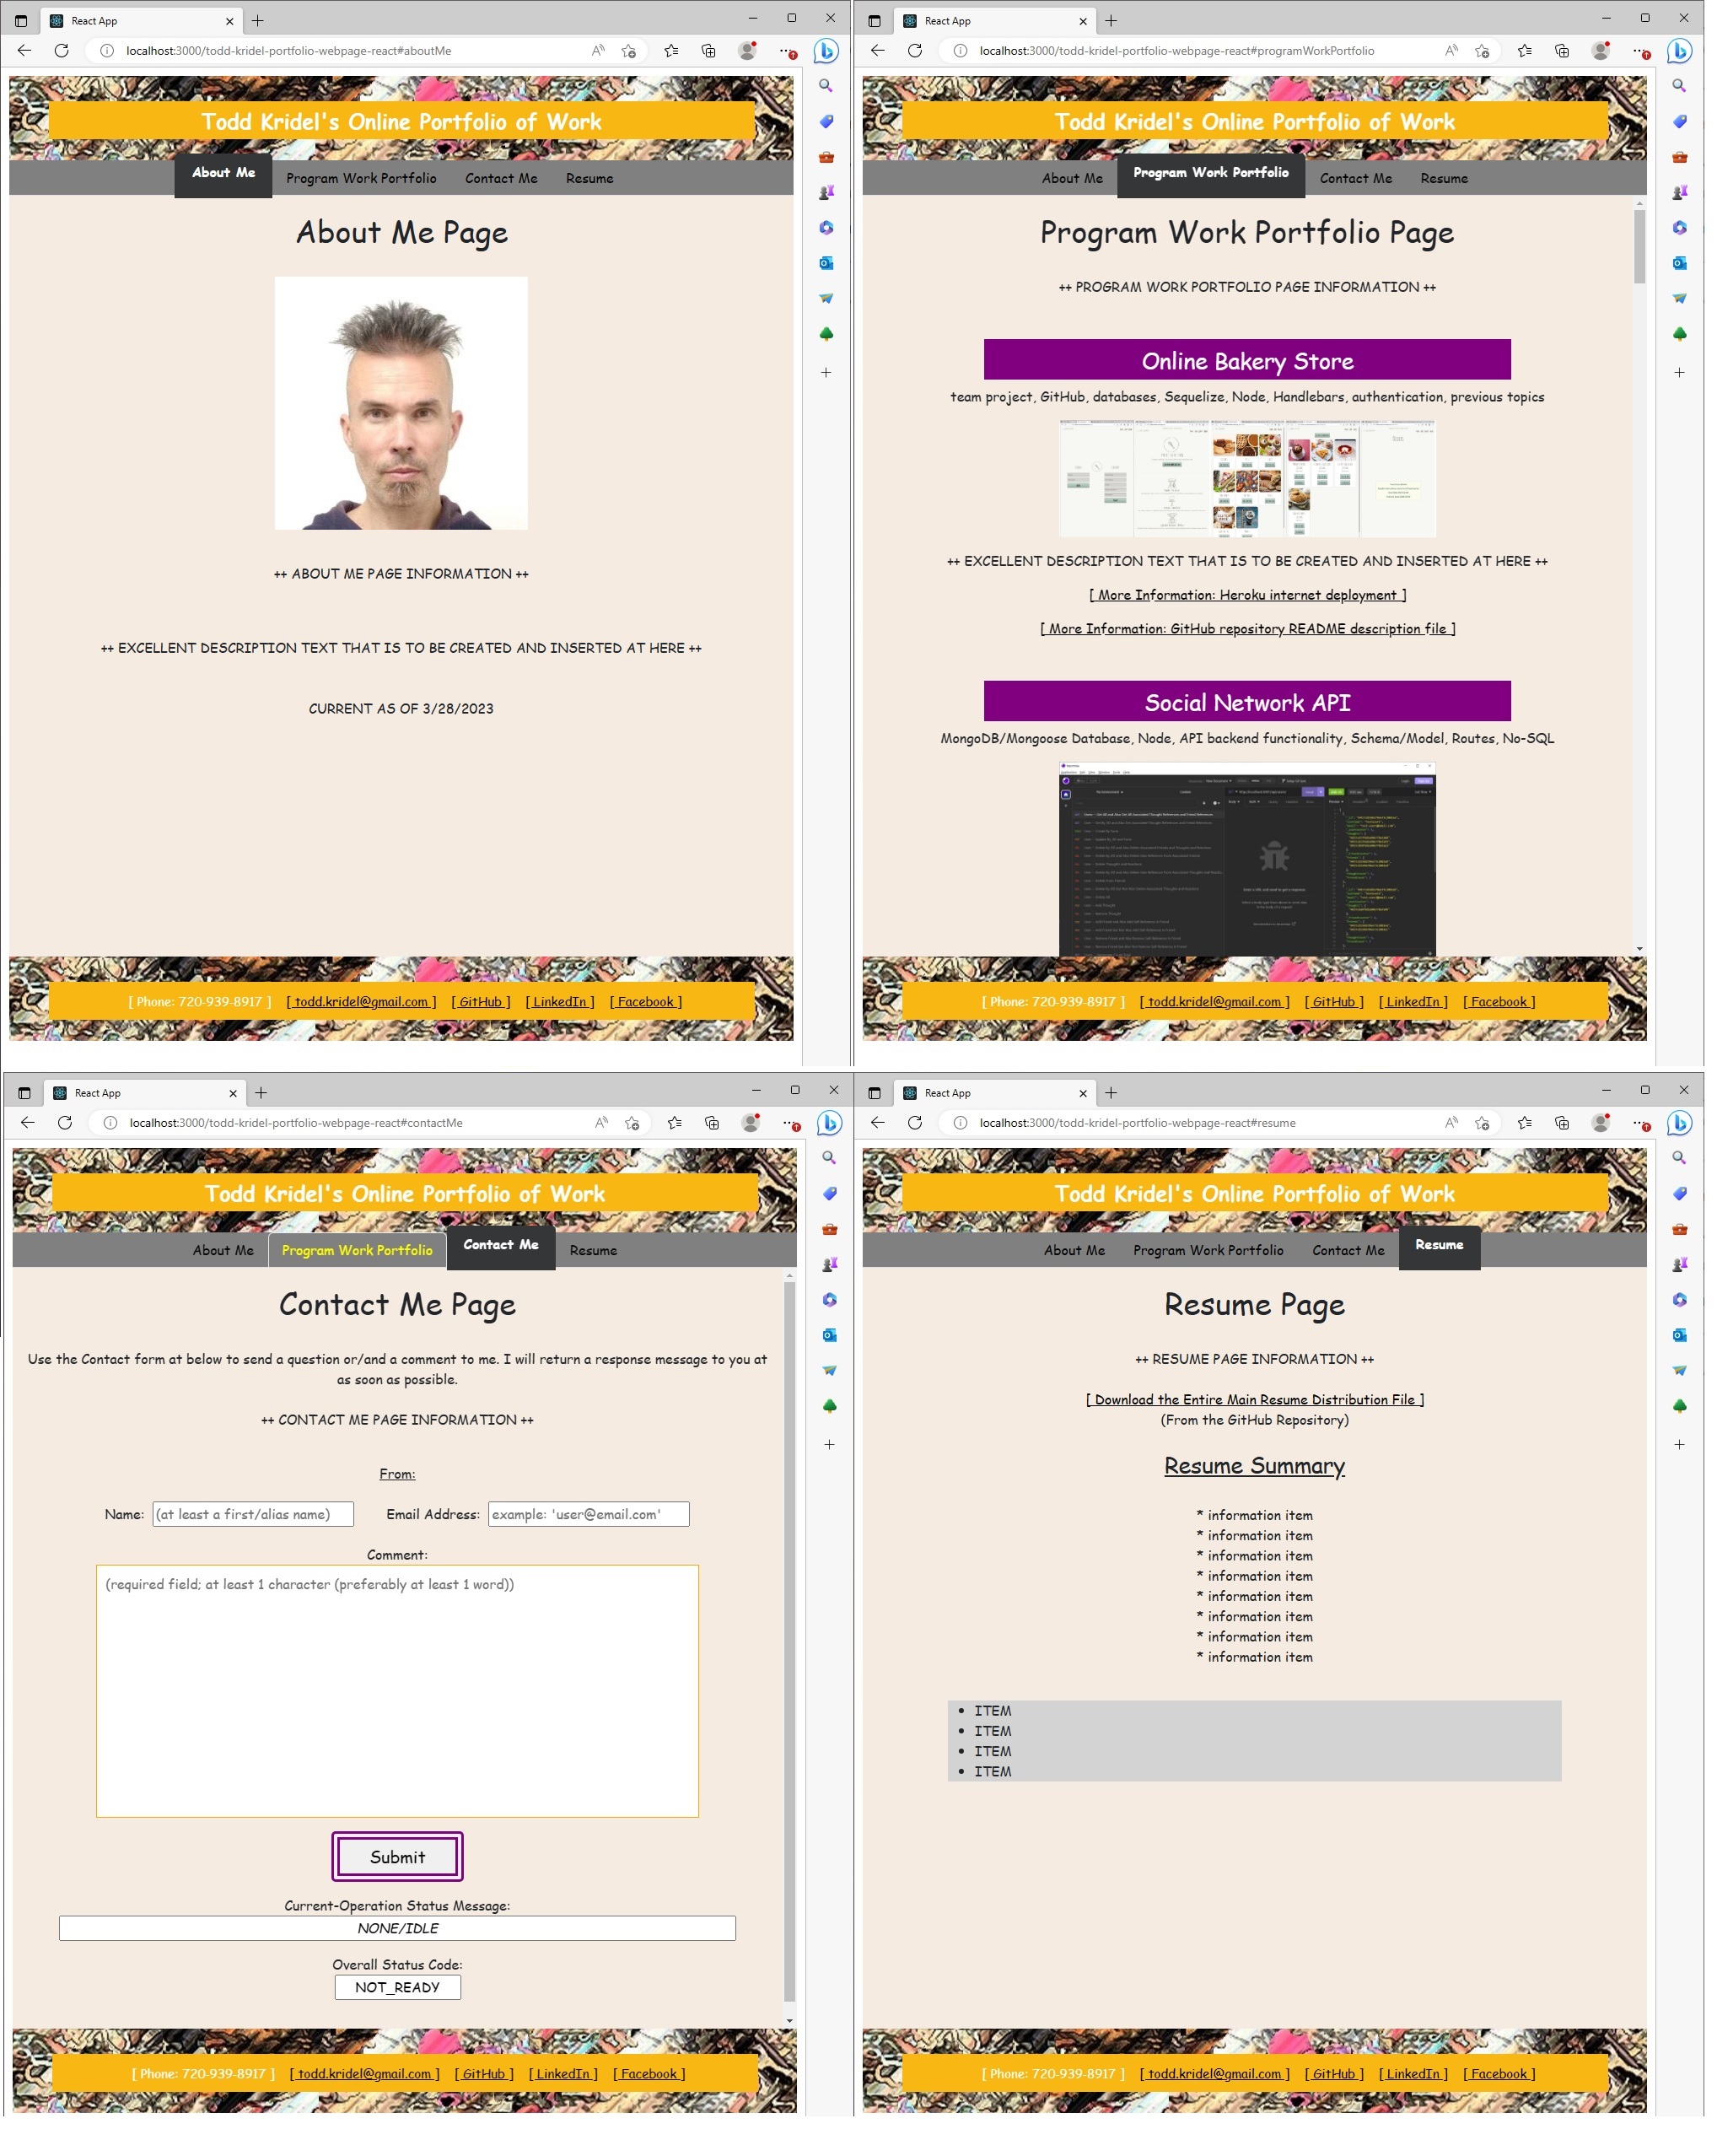 React App
localhost:3000/todd-kridel-portfolio-webpage-react#aboutMe
Todd Kridel's Online Portfolio of Work
About Me
Program Work Portfolio
Contact Me
Resume
About Me Page
++ ABOUT ME PAGE INFORMATION ++
++ EXCELLENT DESCRIPTION TEXT THAT IS TO BE CREATED AND INSERTED AT HERE ++
CURRENT AS OF 3/28/2023
[ Phone: 720-939-8917 ] [ todd.kridel@gmail.com ] [ GitHub ] [ LinkedIn ] [ Facebook ]
React App
localhost:3000/todd-kridel-portfolio-webpage-react#programWorkPortfolio
Todd Kridel's Online Portfolio of Work
About Me
Program Work Portfolio
Contact Me
Resume
Program Work Portfolio Page
++ PROGRAM WORK PORTFOLIO PAGE INFORMATION ++
Online Bakery Store
team project, GitHub, databases, Sequelize, Node, Handlebars, authentication, previous topics
++ EXCELLENT DESCRIPTION TEXT THAT IS TO BE CREATED AND INSERTED AT HERE ++
[ More Information: Heroku internet deployment ]
[ More Information: GitHub repository README description file ]
Social Network API
MongoDB/Mongoose Database, Node, API backend functionality, Schema/Model, Routes, No-SQL
[ Phone: 720-939-8917 ] [ todd.kridel@gmail.com ] [ GitHub ] [ LinkedIn ] [ Facebook ]
React App
localhost:3000/todd-kridel-portfolio-webpage-react#contactMe
Todd Kridel's Online Portfolio of Work
About Me
Program Work Portfolio
Contact Me
Resume
Contact Me Page
Use the Contact form at below to send a question or/and a comment to me. I will return a response message to you at
as soon as possible.
++ CONTACT ME PAGE INFORMATION ++
From:
Name: (at least a first/alias name) Email Address: example: 'user@email.com'
Comment:
(required field; at least 1 character (preferably at least 1 word))
Submit
Current-Operation Status Message:
NONE/IDLE
Overall Status Code:
NOT_READY
[ Phone: 720-939-8917 ] [ todd.kridel@gmail.com ] [ GitHub ] [ LinkedIn ] [ Facebook ]
React App
localhost:3000/todd-kridel-portfolio-webpage-react#resume
Todd Kridel's Online Portfolio of Work
About Me
Program Work Portfolio
Contact Me
Resume
Resume Page
++ RESUME PAGE INFORMATION ++
[ Download the Entire Main Resume Distribution File ]
(From the GitHub Repository)
Resume Summary
* information item
* information item
* information item
* information item
* information item
* information item
* information item
* information item
• ITEM
• ITEM
• ITEM
• ITEM
[ Phone: 720-939-8917 ] [ todd.kridel@gmail.com ] [ GitHub ] [ LinkedIn ] [ Facebook ]